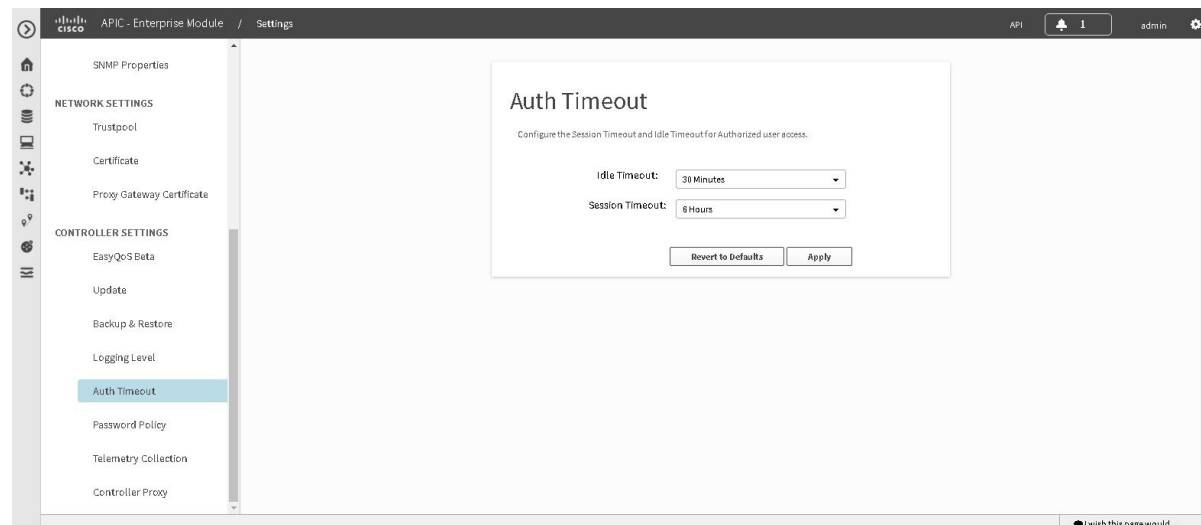 cisco APIC - Enterprise Module / Settings
API 1 admin
SNMP Properties
NETWORK SETTINGS
Trustpool
Certificate
Proxy Gateway Certificate
CONTROLLER SETTINGS
EasyQoS Beta
Update
Backup & Restore
Logging Level
Auth Timeout
Password Policy
Telemetry Collection
Controller Proxy
Auth Timeout
Configure the Session Timeout and Idle Timeout for Authorized user access.
Idle Timeout: 30 Minutes
Session Timeout: 6 Hours
Revert to Defaults Apply
I wish this page would